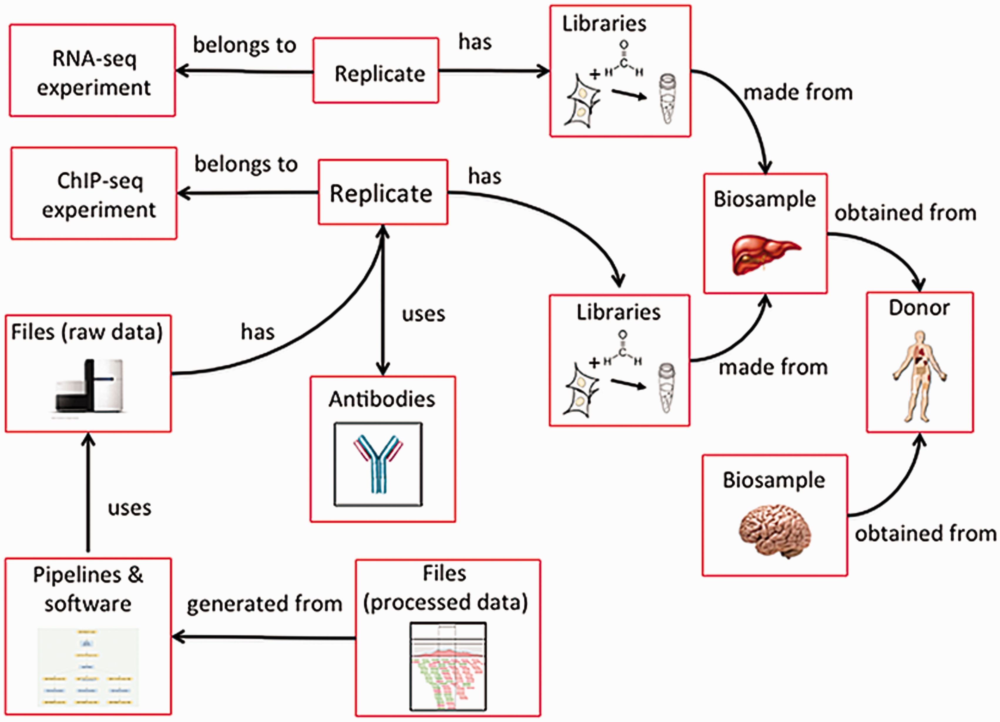 RNA-seq
experiment
belongs to
Replicate
has
Libraries
O
C
+ H H
made from
ChIP-seq
experiment
belongs to
Replicate
has
Biosample
obtained from
Files (raw data)
has
uses
Antibodies
Libraries
O
C
+ H H
made from
Donor
Biosample
obtained from
uses
Pipelines &
software
generated from
Files
(processed data)